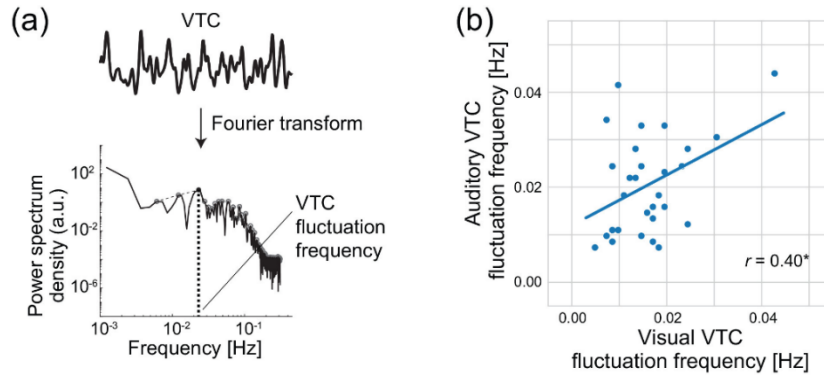 (a)
VTC
Fourier transform
Power spectrum
density (a.u.)
10²
10⁻²
10⁻⁶
VTC
fluctuation
frequency
10⁻³
10⁻²
10⁻¹
Frequency [Hz]
(b)
Auditory VTC
fluctuation frequency [Hz]
0.04
0.02
0.00
r = 0.40*
0.00
0.02
0.04
Visual VTC
fluctuation frequency [Hz]